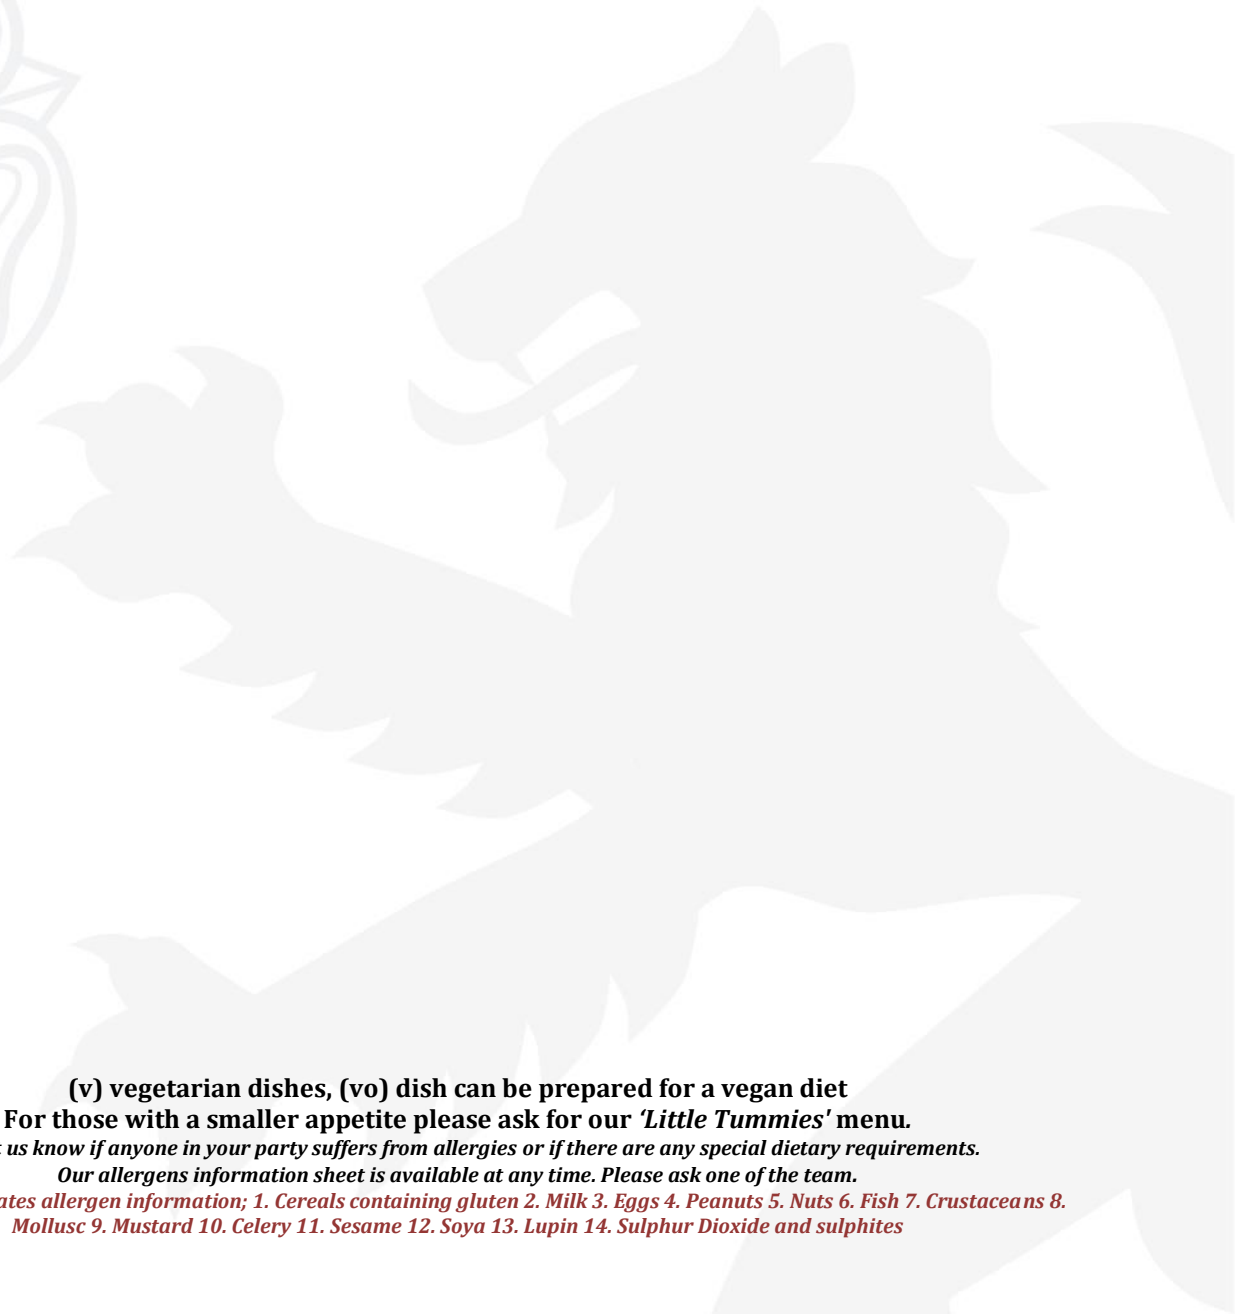 (v) vegetarian dishes, (vo) dish can be prepared for a vegan diet
For those with a smaller appetite please ask for our 'Little Tummies' menu.
us know if anyone in your party suffers from allergies or if there are any special dietary requirements.
Our allergens information sheet is available at any time. Please ask one of the team.
allergen information; 1. Cereals containing gluten 2. Milk 3. Eggs 4. Peanuts 5. Nuts 6. Fish 7. Crustaceans 8.
Mollusc 9. Mustard 10. Celery 11. Sesame 12. Soya 13. Lupin 14. Sulphur Dioxide and sulphites